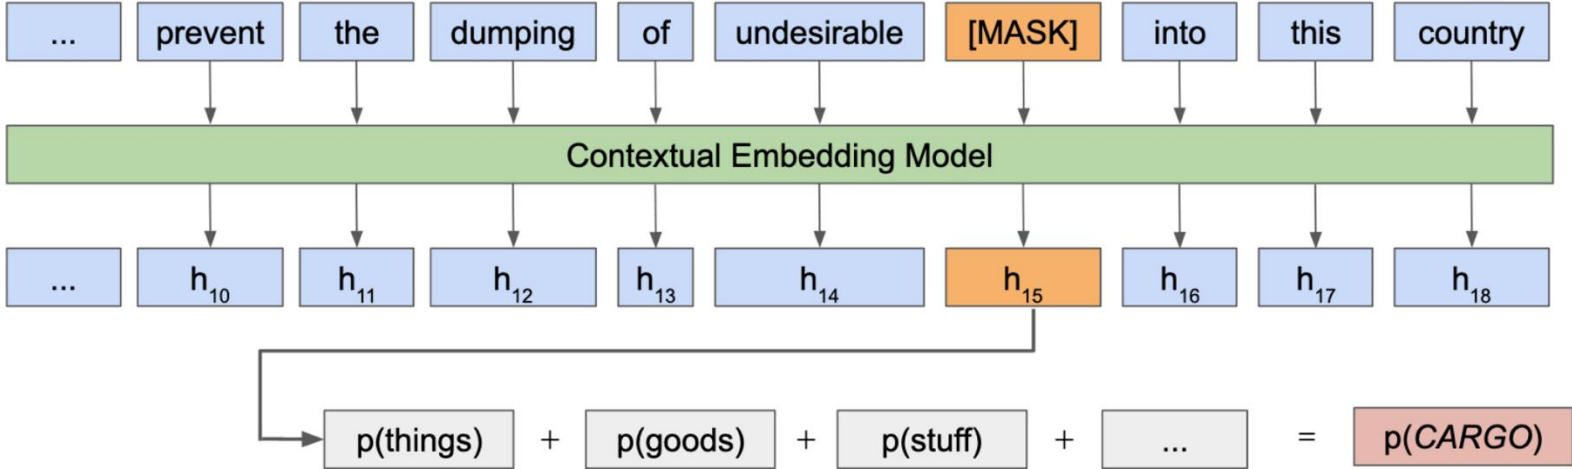 ... prevent the dumping of undesirable [MASK] into this country
Contextual Embedding Model
... h10 h11 h12 h13 h14 h15 h16 h17 h18
p(things) + p(goods) + p(stuff) + ... = p(CARGO)